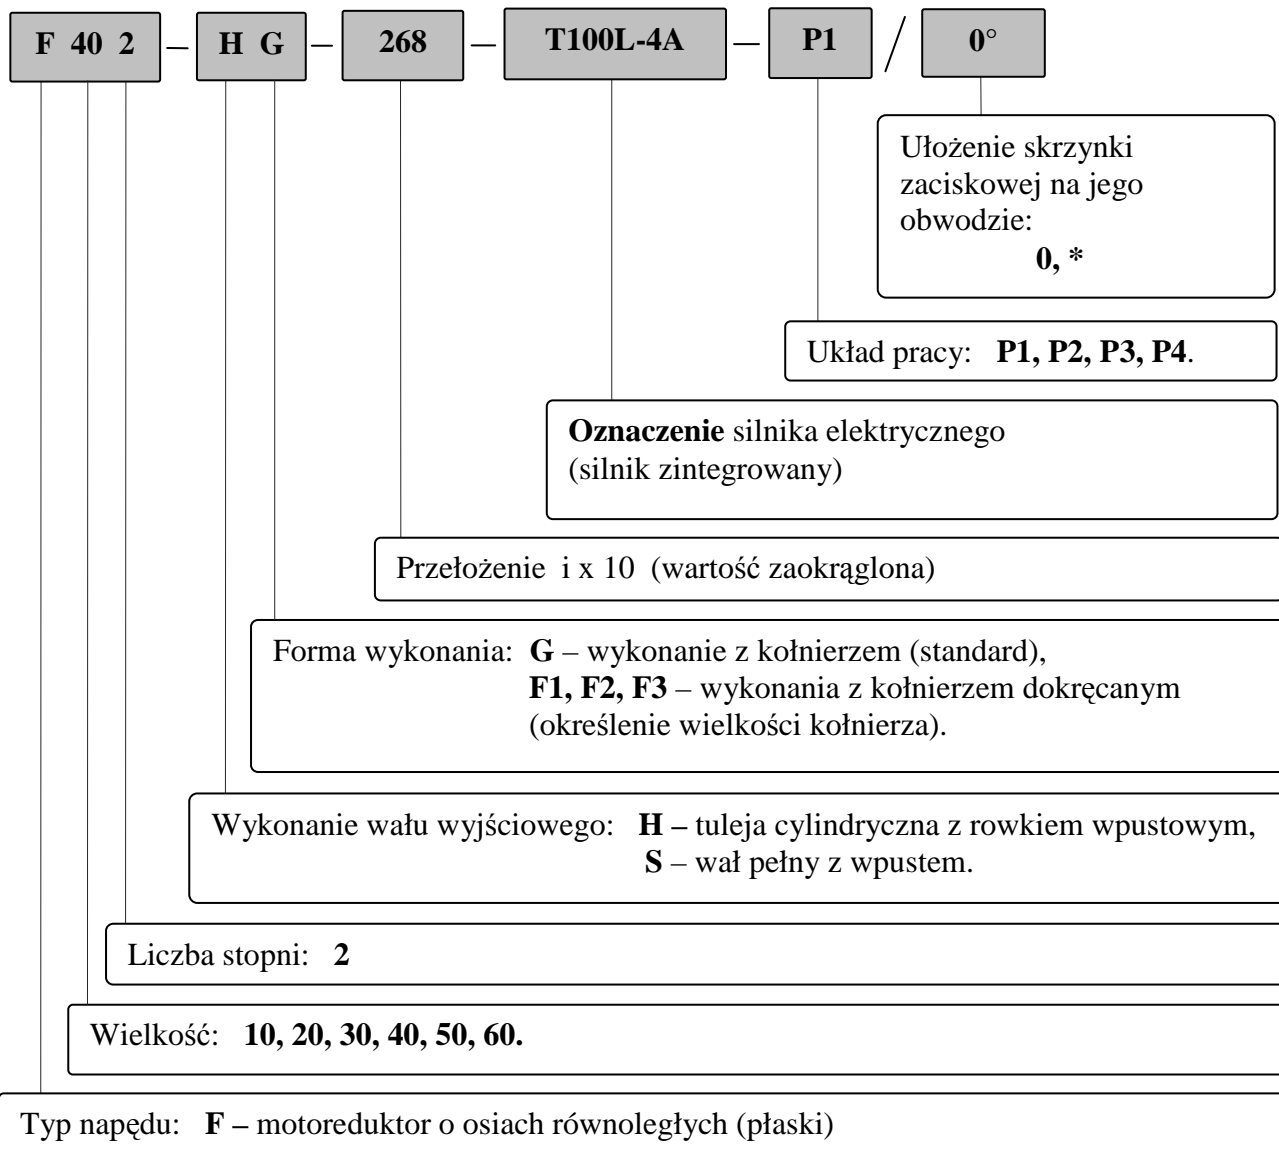 F 40 2 – H G – 268 – T100L-4A – P1 / 0°
Ułożenie skrzynki
zaciskowej na jego
obwodzie:
0, *
Układ pracy: P1, P2, P3, P4.
Oznaczenie silnika elektrycznego
(silnik zintegrowany)
Przełożenie i x 10 (wartość zaokrąglona)
Forma wykonania: G – wykonanie z kołnierzem (standard),
F1, F2, F3 – wykonania z kołnierzem dokręcanym
(określenie wielkości kołnierza).
Wykonanie wału wyjściowego: H – tuleja cylindryczna z rowkiem wpustowym,
S – wał pełny z wpustem.
Liczba stopni: 2
Wielkość: 10, 20, 30, 40, 50, 60.
Typ napędu: F – motoreduktor o osiach równoległych (płaski)